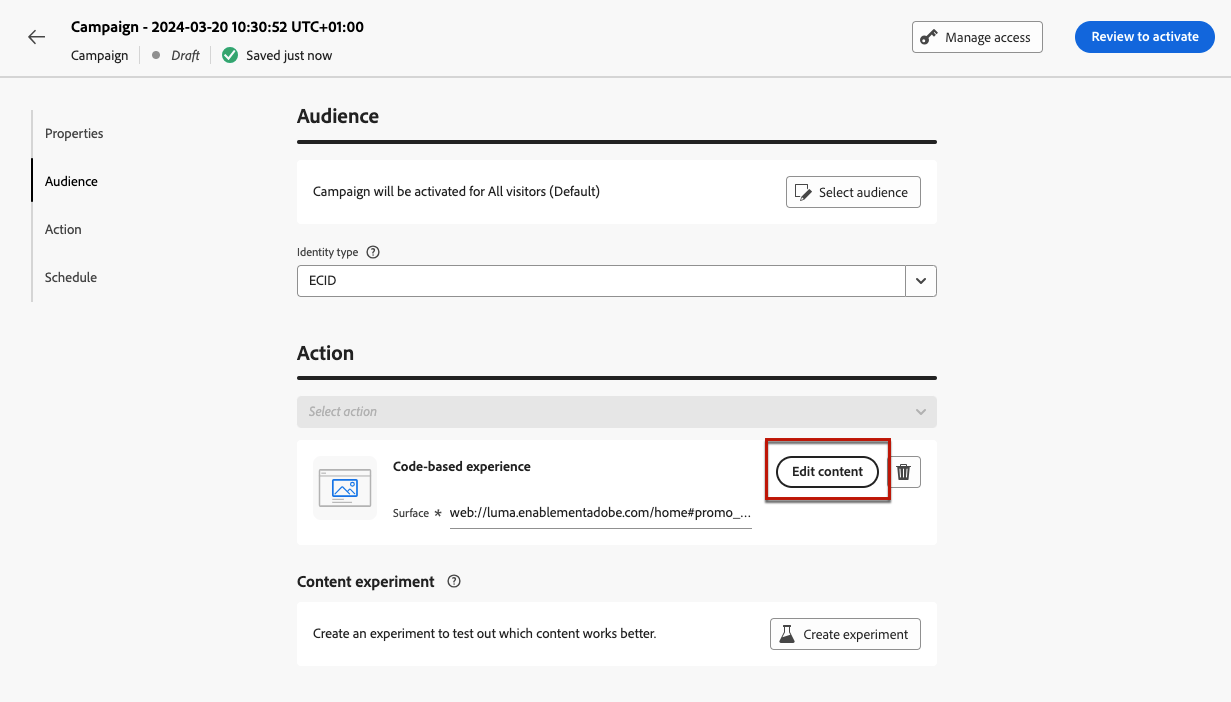 Campaign - 2024-03-20 10:30:52 UTC+01:00
Campaign
Draft
Saved just now
Manage access
Review to activate
Properties
Audience
Action
Schedule
Audience
Campaign will be activated for All visitors (Default)
Select audience
Identity type
ECID
Action
Select action
Code-based experience
Edit content
Surface * web://luma.enablementadobe.com/home#promo_...
Content experiment
Create an experiment to test out which content works better.
Create experiment